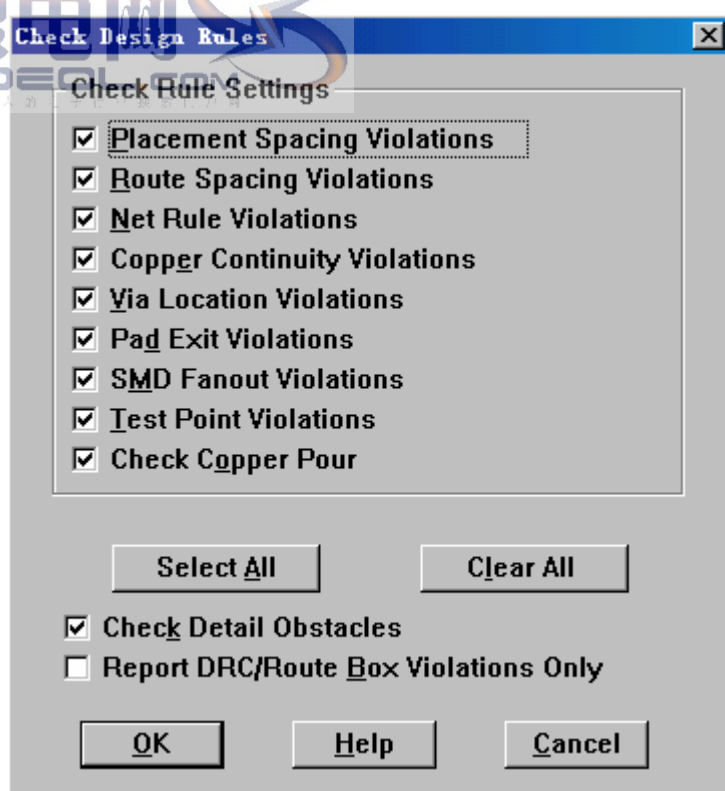 Check Design Rules
Check Rule Settings
Placement Spacing Violations
Route Spacing Violations
Net Rule Violations
Copper Continuity Violations
Via Location Violations
Pad Exit Violations
SMD Fanout Violations
Test Point Violations
Check Copper Pour
Select All
Clear All
Check Detail Obstacles
Report DRC/Route Box Violations Only
OK
Help
Cancel